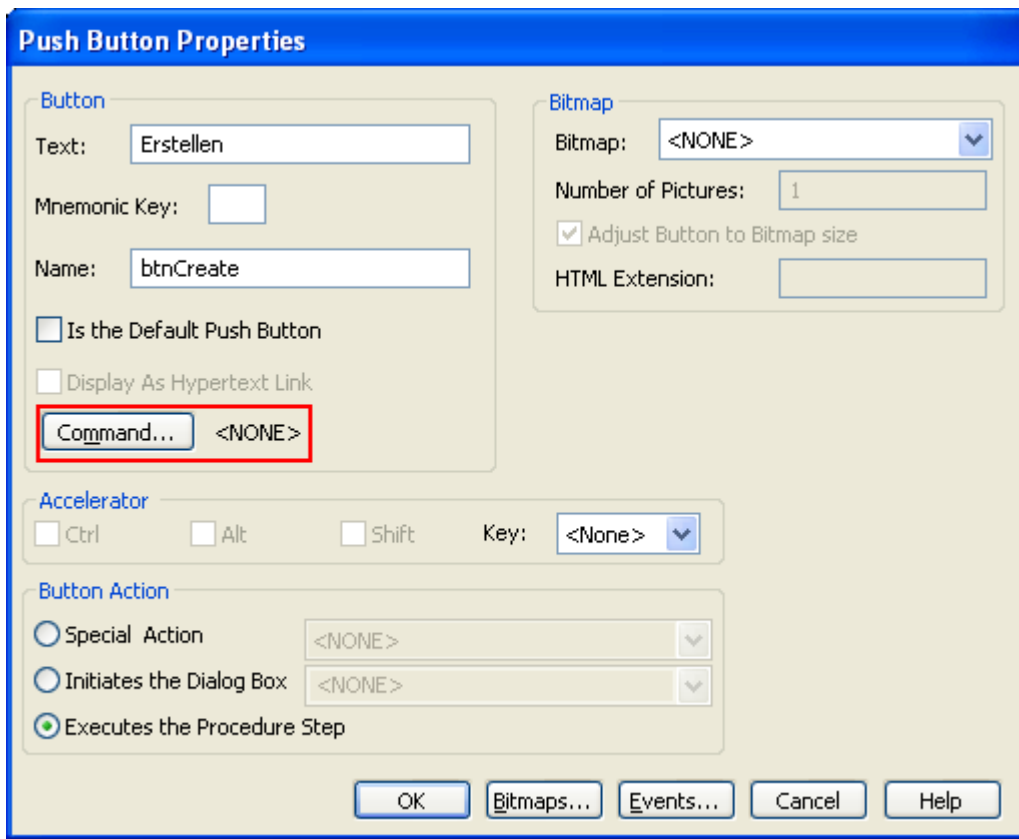 Push Button Properties
Button
Text: Erstellen
Mnemonic Key:
Name: btnCreate
Is the Default Push Button
Display As Hypertext Link
Command... <NONE>
Bitmap
Bitmap: <NONE>
Number of Pictures: 1
Adjust Button to Bitmap size
HTML Extension:
Accelerator
Ctrl Alt Shift Key: <None>
Button Action
Special Action <NONE>
Initiates the Dialog Box <NONE>
Executes the Procedure Step
OK Bitmaps... Events... Cancel Help